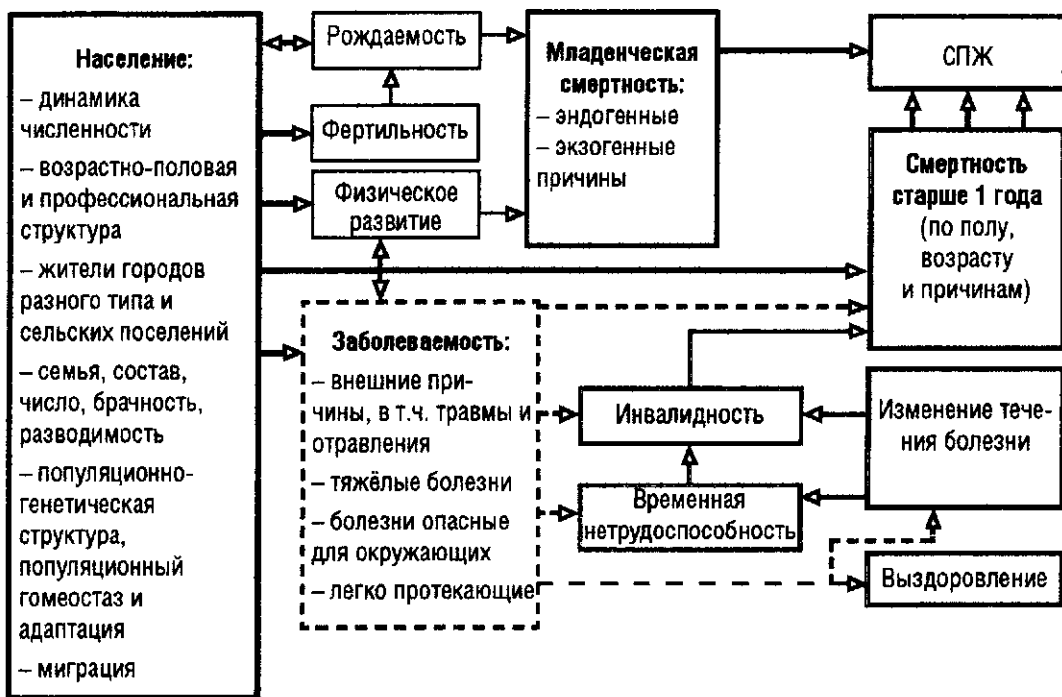 Население:
– динамика
численности
– возрастно-половая
и профессиональная
структура
– жители городов
разного типа и
сельских поселений
– семья, состав,
число, брачность,
разводимость
– популяционно-
генетическая
структура,
популяционный
гомеостаз и
адаптация
– миграция
Рождаемость
Фертильность
Физическое
развитие
Заболеваемость:
– внешние при-
чины, в т.ч. травмы и
отравления
– тяжёлые болезни
– болезни опасные
для окружающих
– легко протекающие
Младенческая
смертность:
– эндогенные
– экзогенные
причины
Инвалидность
Временная
нетрудоспособность
СПЖ
Смертность
старше 1 года
(по полу,
возрасту
и причинам)
Изменение тече-
ния болезни
Выздоровление